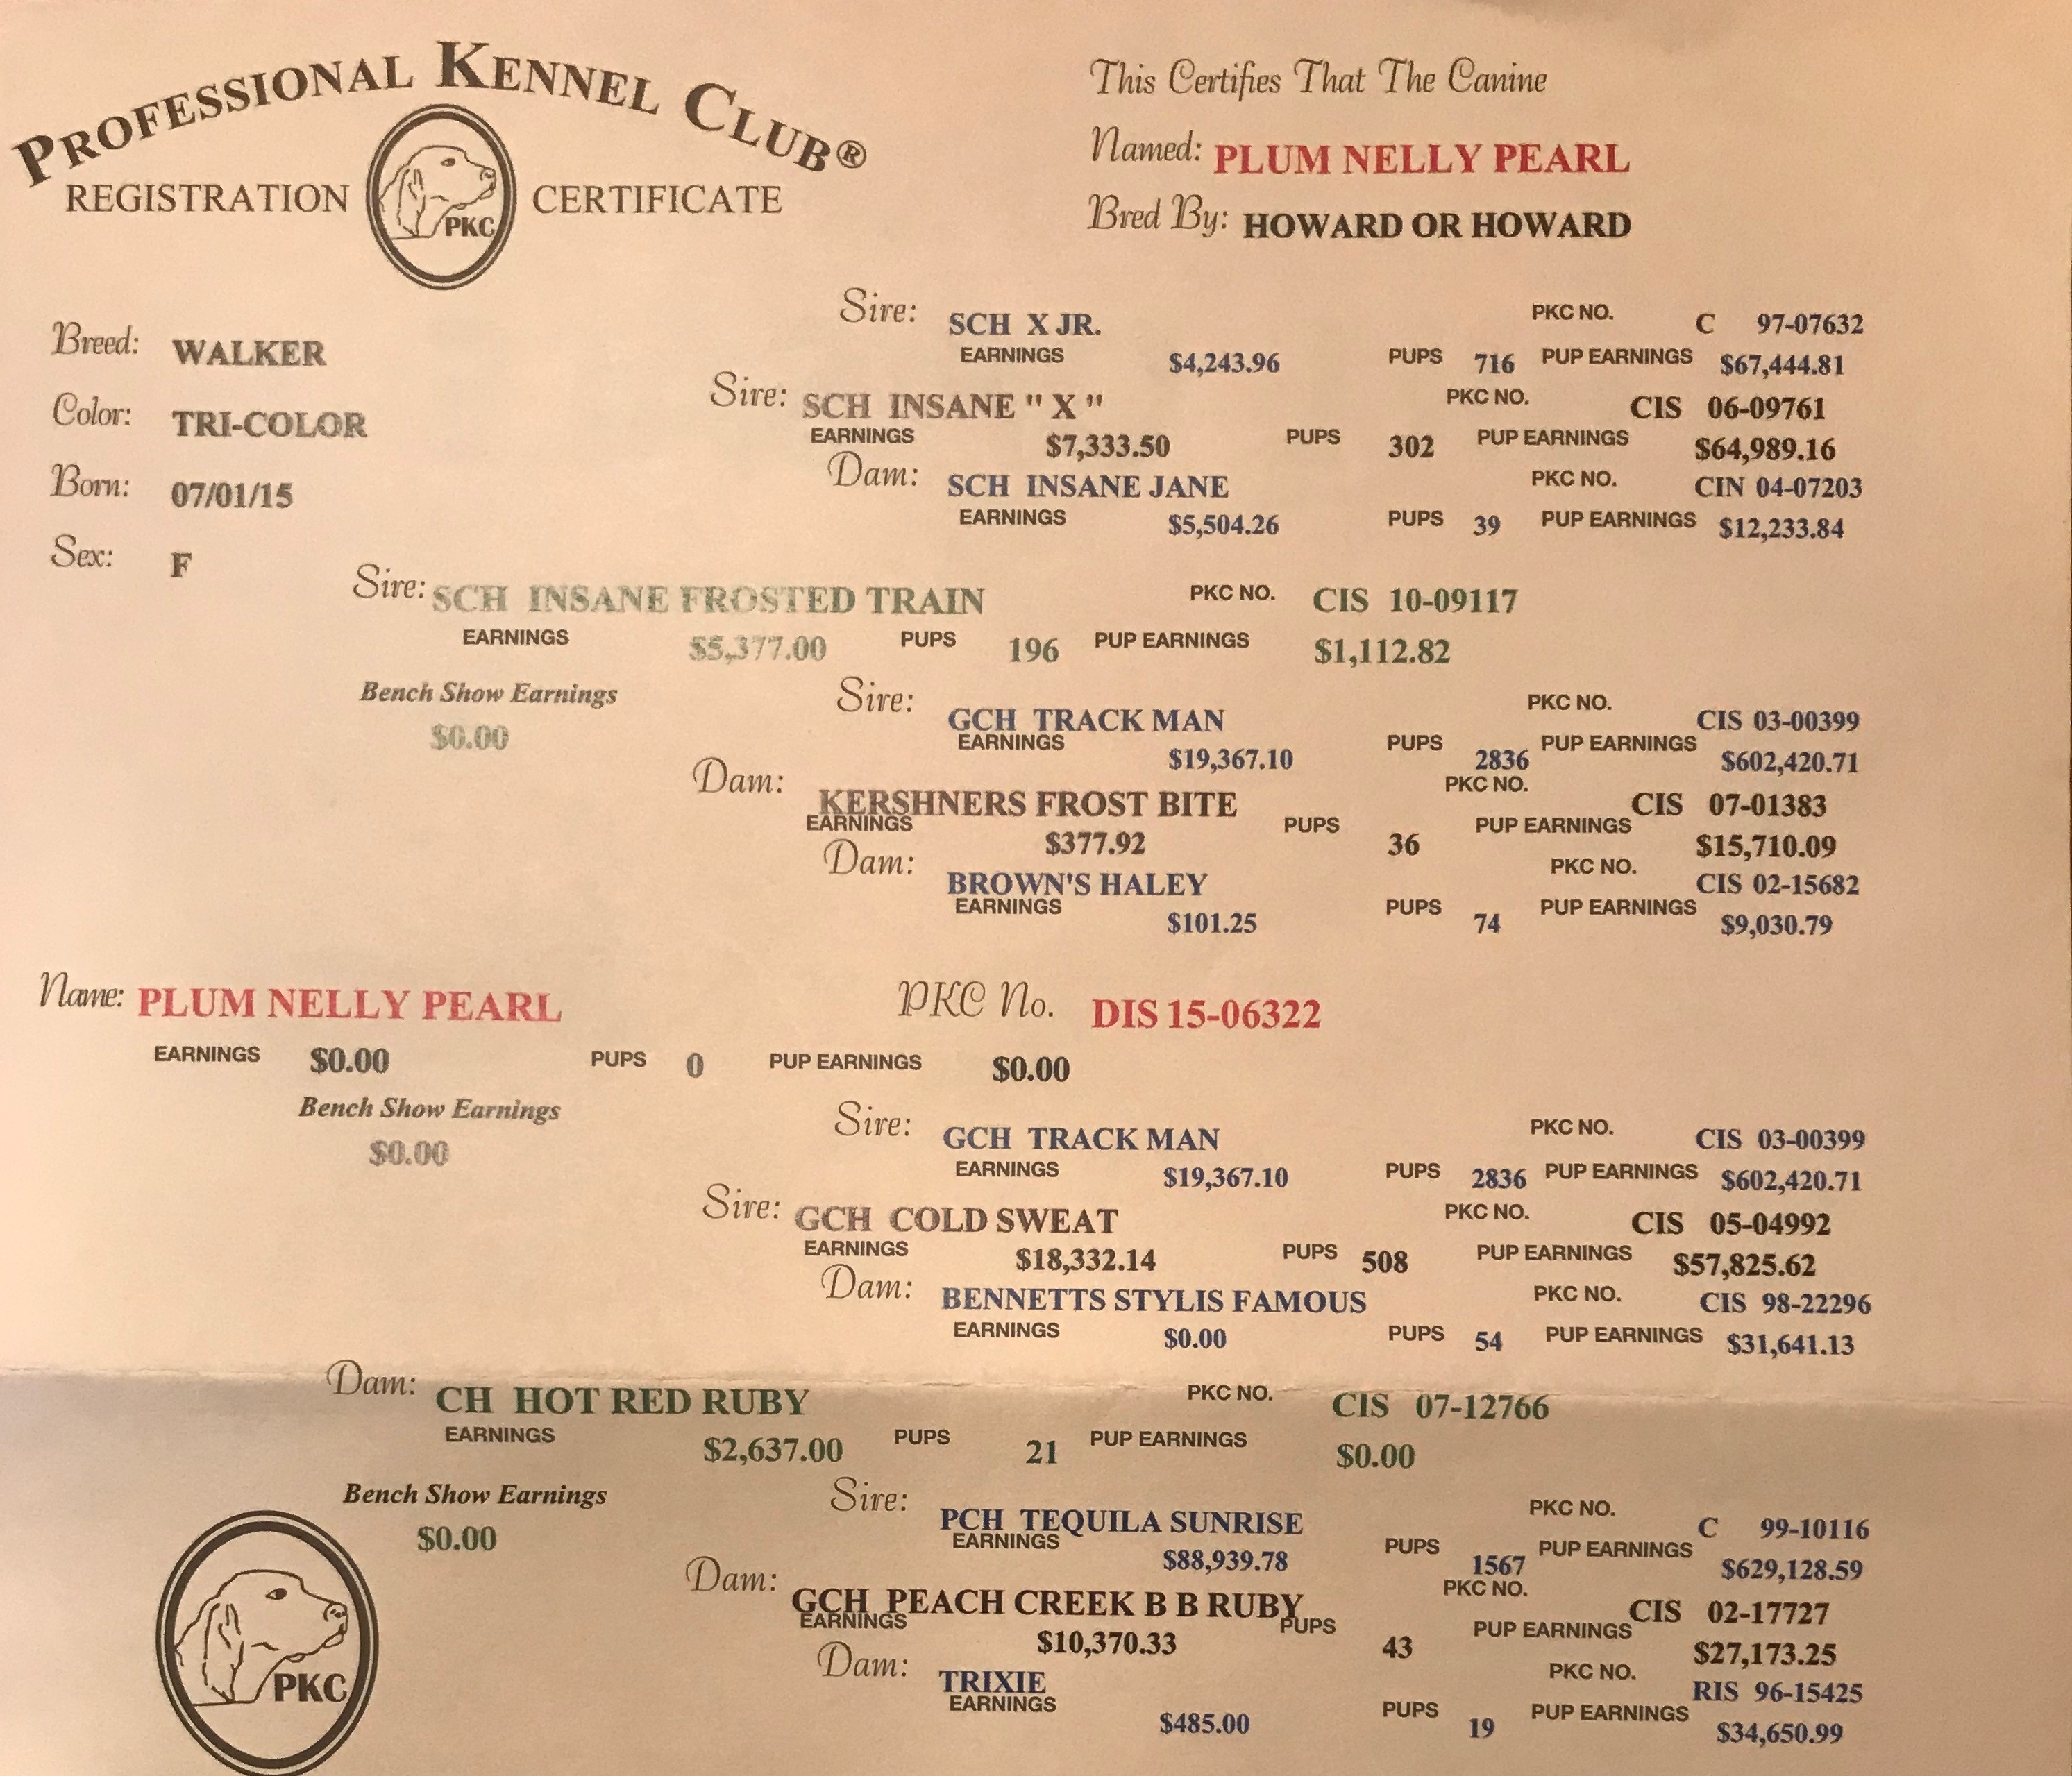 PROFESSIONAL KENNEL CLUB®
REGISTRATION CERTIFICATE
PKC
This Certifies That The Canine
Named: PLUM NELLY PEARL
Bred By: HOWARD OR HOWARD
Breed: WALKER
Color: TRI-COLOR
Born: 07/01/15
Sex: F
Sire: SCH X JR. PKC NO. C 97-07632
EARNINGS $4,243.96 PUPS 716 PUP EARNINGS $67,444.81
Sire: SCH INSANE " X " PKC NO. CIS 06-09761
EARNINGS $7,333.50 PUPS 302 PUP EARNINGS $64,989.16
Dam: SCH INSANE JANE PKC NO. CIN 04-07203
EARNINGS $5,504.26 PUPS 39 PUP EARNINGS $12,233.84
Sire: SCH INSANE FROSTED TRAIN PKC NO. CIS 10-09117
EARNINGS $5,377.00 PUPS 196 PUP EARNINGS $1,112.82
Bench Show Earnings
$0.00
Sire: GCH TRACK MAN PKC NO. CIS 03-00399
EARNINGS $19,367.10 PUPS 2836 PUP EARNINGS $602,420.71
Dam: KERSHNERS FROST BITE PKC NO. CIS 07-01383
EARNINGS $377.92 PUPS 36 PUP EARNINGS $15,710.09
Dam: BROWN'S HALEY PKC NO. CIS 02-15682
EARNINGS $101.25 PUPS 74 PUP EARNINGS $9,030.79
Name: PLUM NELLY PEARL PKC No. DIS 15-06322
EARNINGS $0.00 PUPS 0 PUP EARNINGS $0.00
Bench Show Earnings
$0.00
Sire: GCH TRACK MAN PKC NO. CIS 03-00399
EARNINGS $19,367.10 PUPS 2836 PUP EARNINGS $602,420.71
Sire: GCH COLD SWEAT PKC NO. CIS 05-04992
EARNINGS $18,332.14 PUPS 508 PUP EARNINGS $57,825.62
Dam: BENNETTS STYLIS FAMOUS PKC NO. CIS 98-22296
EARNINGS $0.00 PUPS 54 PUP EARNINGS $31,641.13
Dam: CH HOT RED RUBY PKC NO. CIS 07-12766
EARNINGS $2,637.00 PUPS 21 PUP EARNINGS $0.00
Bench Show Earnings
$0.00
Sire: PCH TEQUILA SUNRISE PKC NO. C 99-10116
EARNINGS $88,939.78 PUPS 1567 PUP EARNINGS $629,128.59
Dam: GCH PEACH CREEK B B RUBY PKC NO. CIS 02-17727
EARNINGS $10,370.33 PUPS 43 PUP EARNINGS $27,173.25
Dam: TRIXIE PKC NO. RIS 96-15425
EARNINGS $485.00 PUPS 19 PUP EARNINGS $34,650.99
PKC